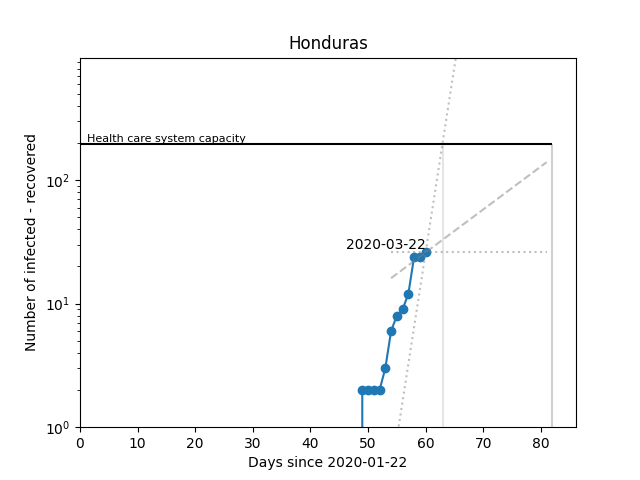 Honduras
Number of infected - recovered
10²
10¹
10⁰
Health care system capacity
2020-03-22
0 10 20 30 40 50 60 70 80
Days since 2020-01-22